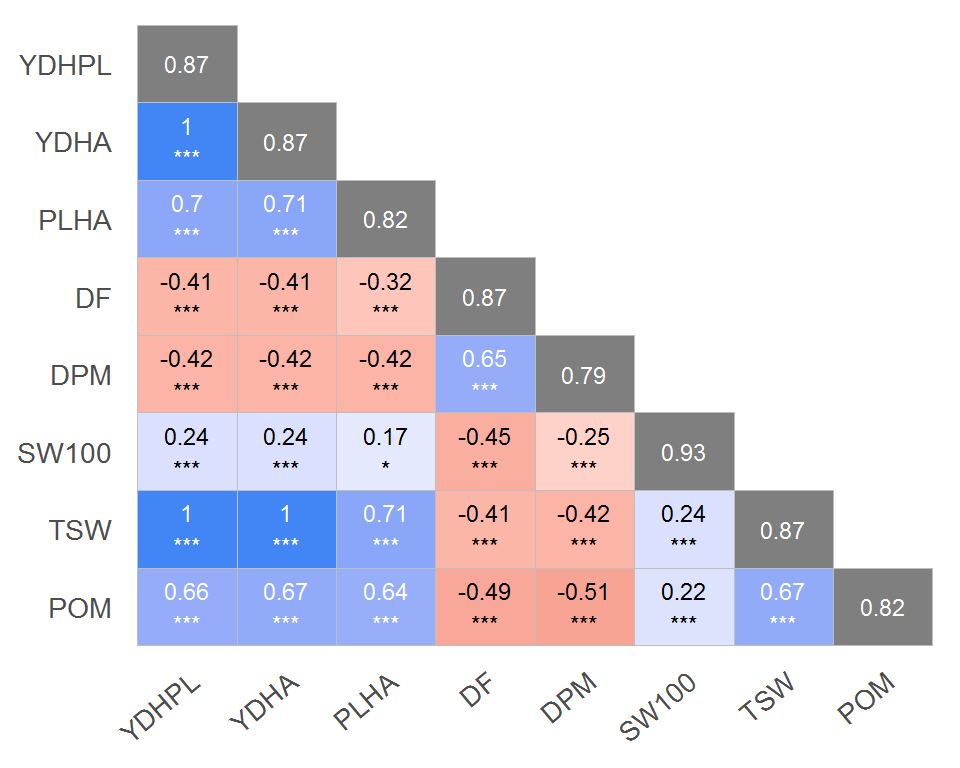 YDHPL 0.87
YDHA 1 0.87
***
PLHA 0.7 0.71 0.82
*** ***
DF -0.41 -0.41 -0.32 0.87
*** *** ***
DPM -0.42 -0.42 -0.42 0.65 0.79
*** *** *** ***
SW100 0.24 0.24 0.17 -0.45 -0.25 0.93
*** *** * *** ***
TSW 1 1 0.71 -0.41 -0.42 0.24 0.87
*** *** *** *** *** ***
POM 0.66 0.67 0.64 -0.49 -0.51 0.22 0.67 0.82
*** *** *** *** *** *** ***
YDHPL YDHA PLHA DF DPM SW100 TSW POM